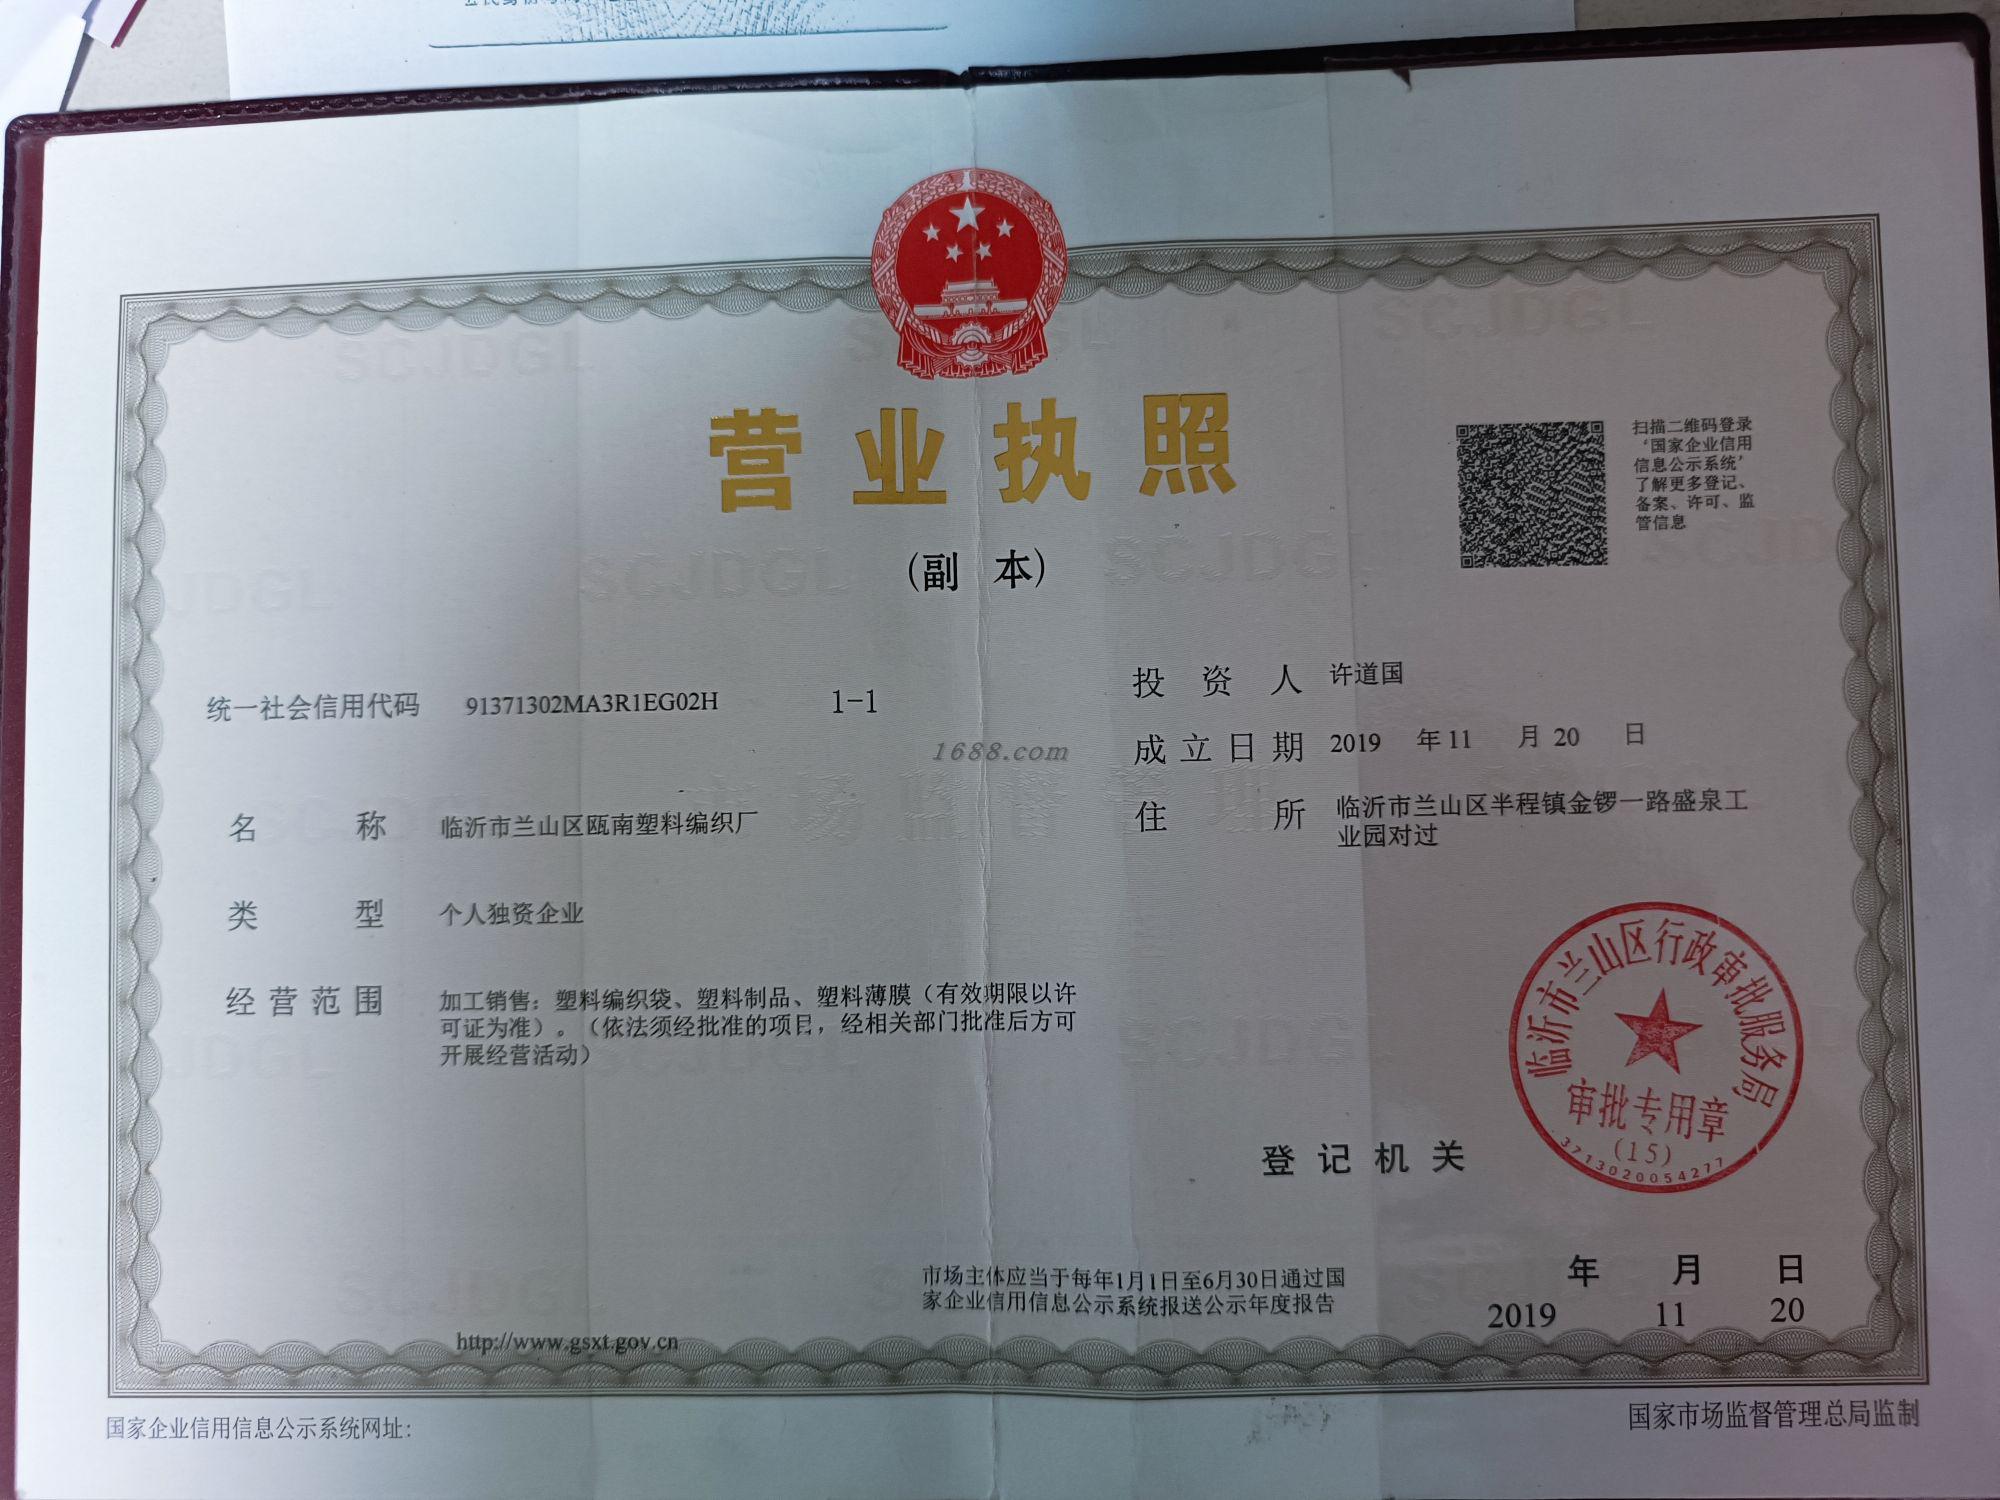 营业执照
(副 本)
扫描二维码登录
‘国家企业信用
信息公示系统’
了解更多登记、
备案、许可、监
管信息
统一社会信用代码 91371302MA3R1EG02H 1-1
名 称 临沂市兰山区瓯南塑料编织厂
类 型 个人独资企业
经营范围 加工销售：塑料编织袋、塑料制品、塑料薄膜（有效期限以许
可证为准）。（依法须经批准的项目，经相关部门批准后方可
开展经营活动）
投资人 许道国
成立日期 2019 年 11 月 20 日
住 所 临沂市兰山区半程镇金锣一路盛泉工
业园对过
1688.com
临沂市兰山区行政审批服务局
审批专用章
(15)
3713020054277
登记机关
年 月 日
2019 11 20
市场主体应当于每年1月1日至6月30日通过国
家企业信用信息公示系统报送公示年度报告
http://www.gsxt.gov.cn
国家企业信用信息公示系统网址：
国家市场监督管理总局监制
SCJDGL